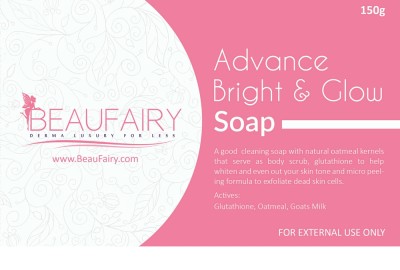 150g
Advance
Bright & Glow
Soap
BEAUFAIRY
DERMA LUXURY FOR LESS
www.BeauFairy.com
A good cleaning soap with natural oatmeal kernels
that serve as body scrub, glutathione to help
whiten and even out your skin tone and micro peel-
ing formula to exfoliate dead skin cells.
Actives:
Glutathione, Oatmeal, Goats Milk
FOR EXTERNAL USE ONLY